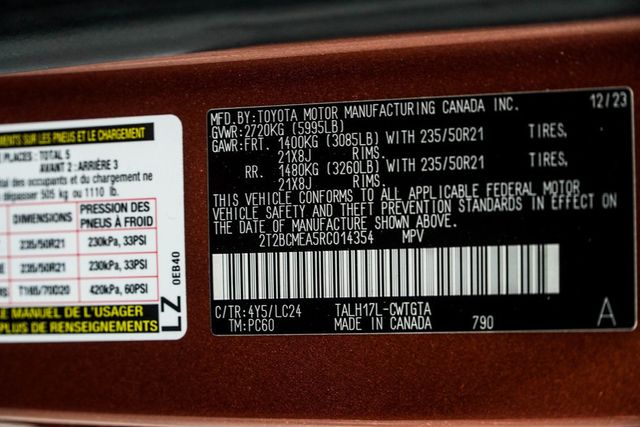 MENTS SUR LES PNEUS ET LE CHARGEMENT
PLACES: TOTAL 5
AVANT 2: ARRIÈRE 3
tal des occupants et du chargement ne
dépasser 505 kg ou 1110 lb.
DIMENSIONS
PRESSION DES
PNEUS À FROID
235/50R21
230kPa, 33PSI
235/50R21
230kPa, 33PSI
T165/70D20
420kPa, 60PSI
LE MANUEL DE L'USAGER
PLUS DE RENSEIGNEMENTS
LZ
0EB40
MFD. BY: TOYOTA MOTOR MANUFACTURING CANADA INC. 12/23
GVWR: 2720KG (5995LB)
GAWR: FRT. 1400KG (3085LB) WITH 235/50R21 TIRES,
21X8J RIMS.
RR. 1480KG (3260LB) WITH 235/50R21 TIRES,
21X8J RIMS.
THIS VEHICLE CONFORMS TO ALL APPLICABLE FEDERAL MOTOR
VEHICLE SAFETY AND THEFT PREVENTION STANDARDS IN EFFECT ON
THE DATE OF MANUFACTURE SHOWN ABOVE.
2T2BCMEA5RC014354 MPV
C/TR: 4Y5/LC24 TALH17L-CWTGTA
TM: PC60 MADE IN CANADA 790 A